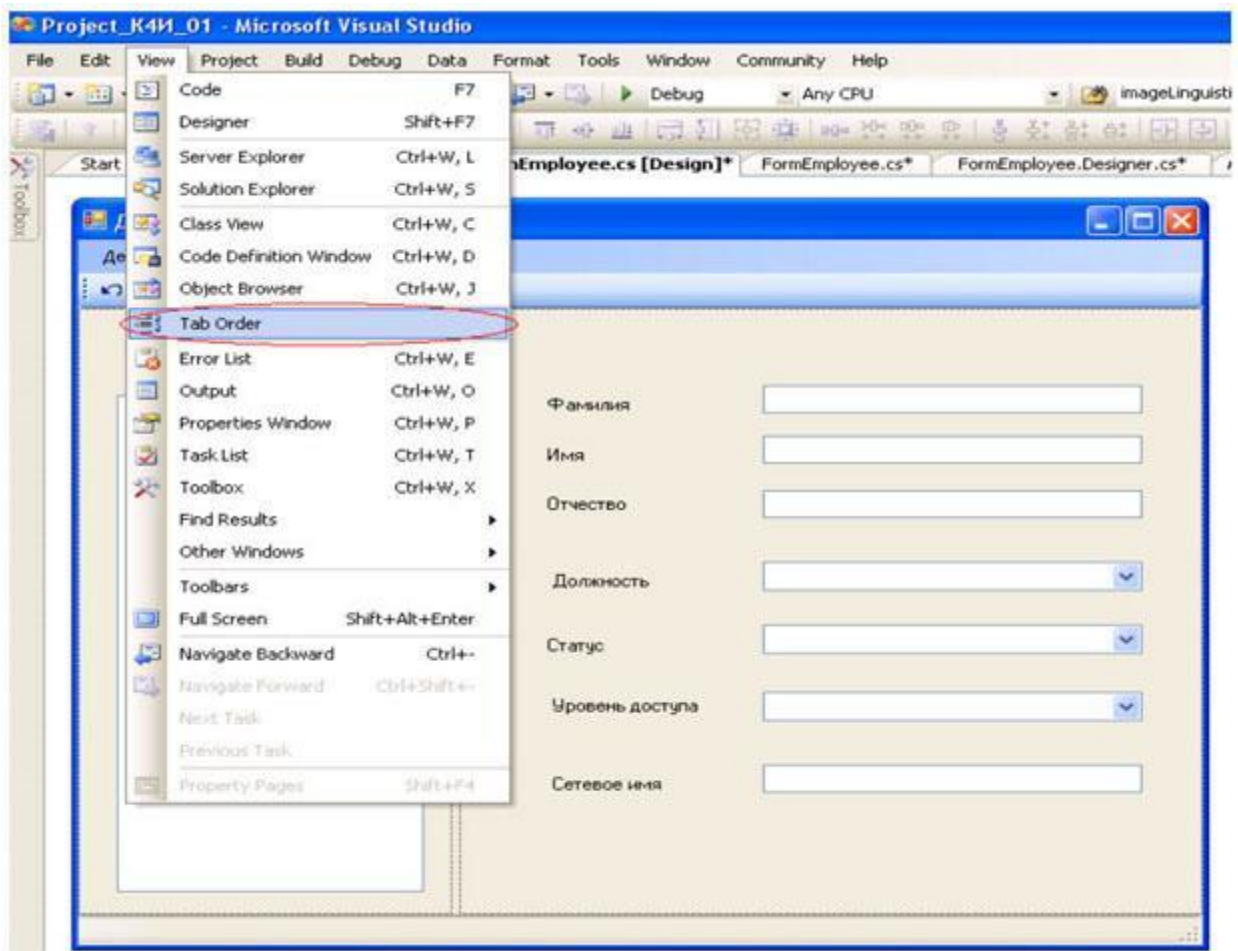 Project_К4И_01 - Microsoft Visual Studio
File Edit View Project Build Debug Data Format Tools Window Community Help
Debug Any CPU imageLinguisti
Start mEmployee.cs [Design]* FormEmployee.cs* FormEmployee.Designer.cs*
Toolbox
Code F7
Designer Shift+F7
Server Explorer Ctrl+W, L
Solution Explorer Ctrl+W, S
Class View Ctrl+W, C
Code Definition Window Ctrl+W, D
Object Browser Ctrl+W, J
Tab Order
Error List Ctrl+W, E
Output Ctrl+W, O
Properties Window Ctrl+W, P
Task List Ctrl+W, T
Toolbox Ctrl+W, X
Find Results
Other Windows
Toolbars
Full Screen Shift+Alt+Enter
Navigate Backward Ctrl+-
Navigate Forward Ctrl+Shift+-
Next Task
Previous Task
Property Pages Shift+F4
Де
Фамилия
Имя
Отчество
Должность
Статус
Уровень доступа
Сетевое имя